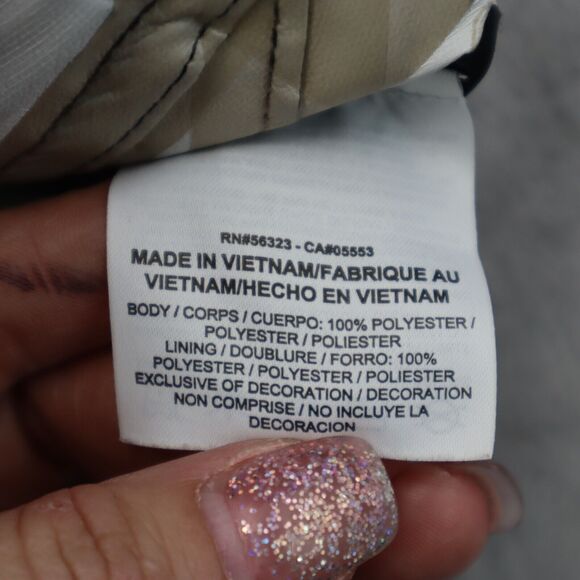 RN#56323 - CA#05553
MADE IN VIETNAM/FABRIQUE AU
VIETNAM/HECHO EN VIETNAM
BODY / CORPS / CUERPO: 100% POLYESTER /
POLYESTER / POLIESTER
LINING / DOUBLURE / FORRO: 100%
POLYESTER / POLYESTER / POLIESTER
EXCLUSIVE OF DECORATION / DECORATION
NON COMPRISE / NO INCLUYE LA
DECORACION